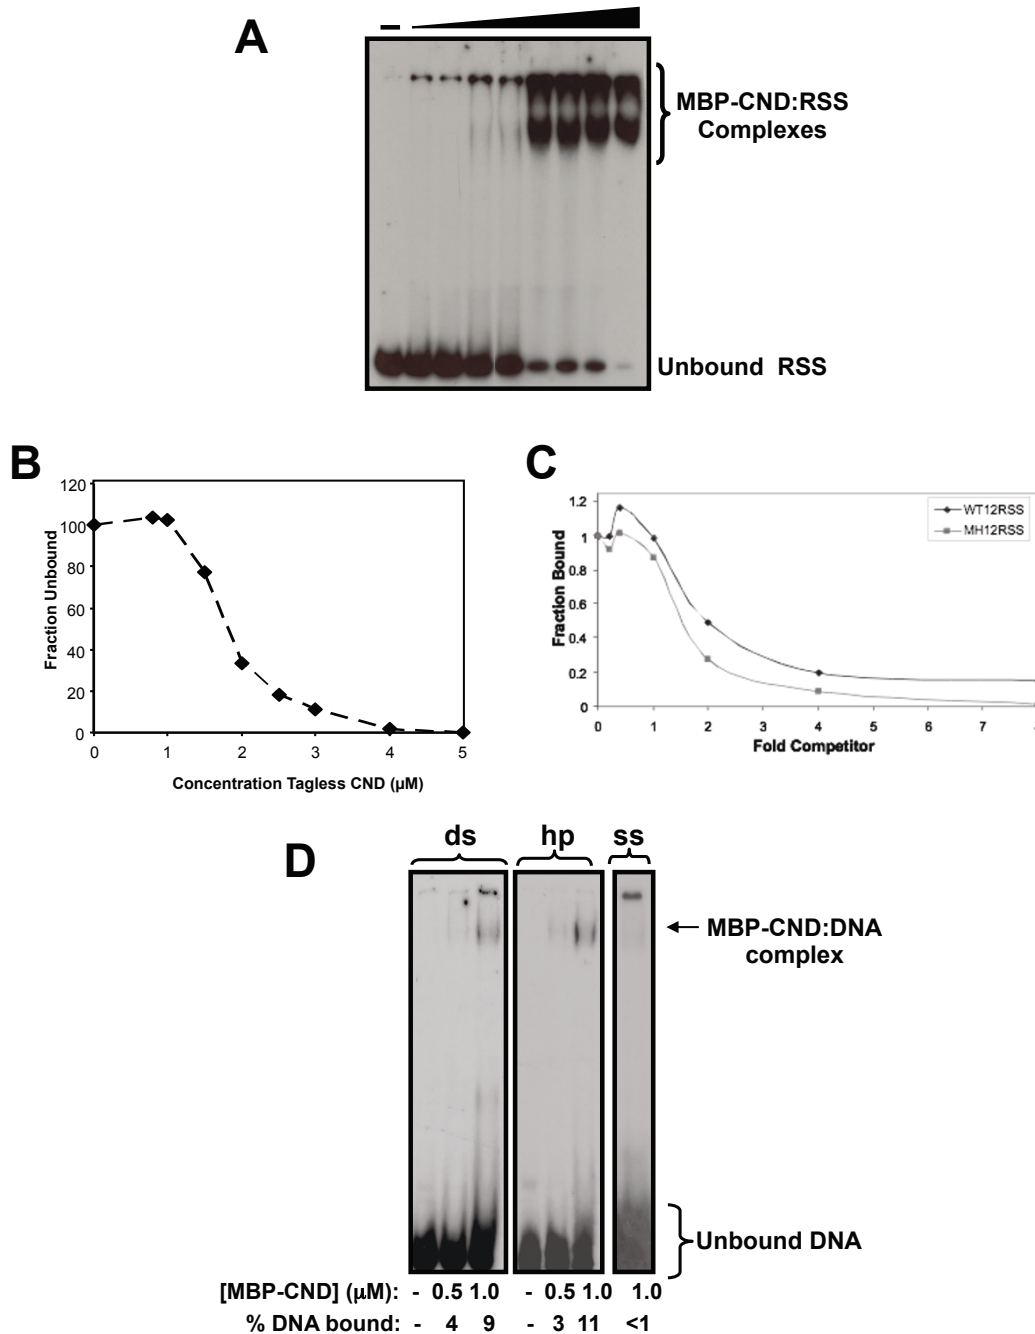 A
–
MBP-CND:RSS
Complexes
Unbound RSS
B
Fraction Unbound
120
100
80
60
40
20
0
0 1 2 3 4 5
Concentration Tagless CND (μM)
C
Fraction Bound
1.2
1
0.8
0.6
0.4
0.2
0
0 1 2 3 4 5 6 7
Fold Competitor
WT12RSS
MH12RSS
D
ds hp ss
MBP-CND:DNA
complex
Unbound DNA
[MBP-CND] (μM): - 0.5 1.0 - 0.5 1.0 1.0
% DNA bound: - 4 9 - 3 11 <1